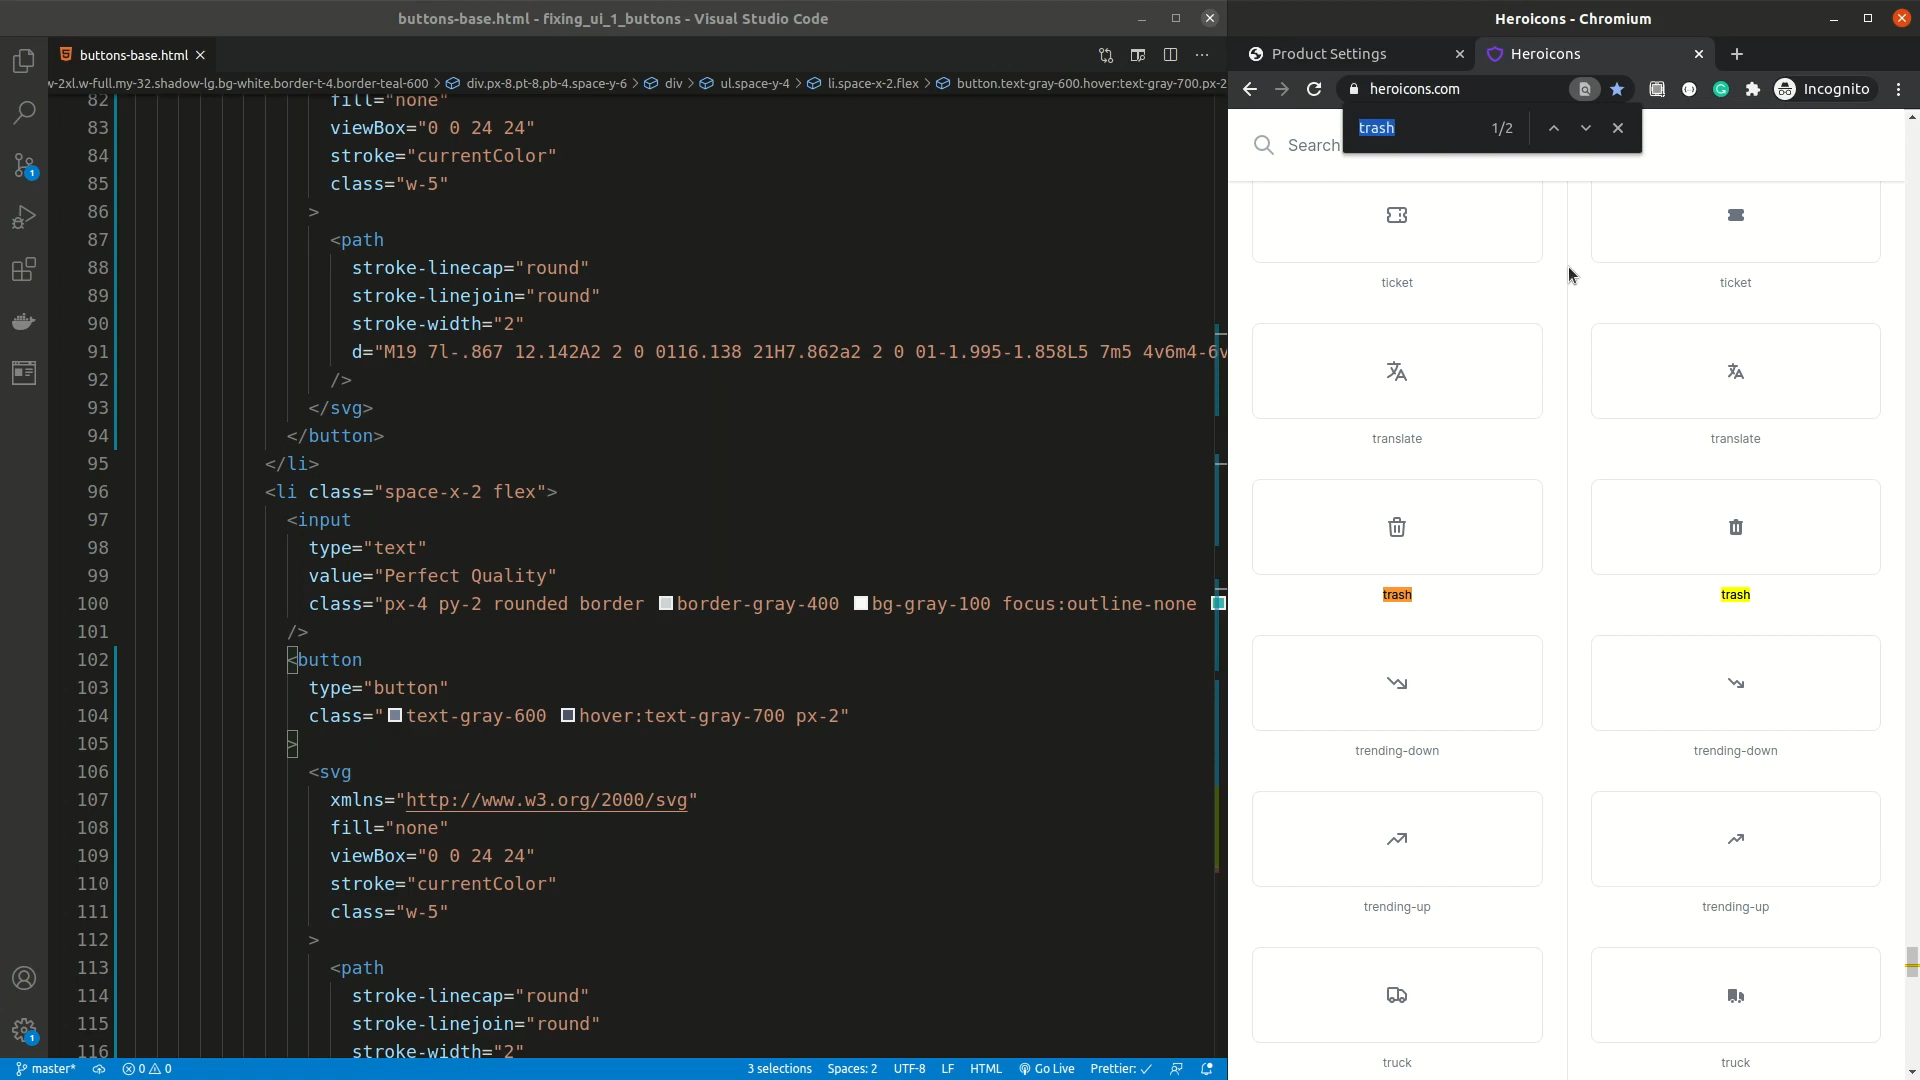 buttons-base.html - fixing_ui_1_buttons - Visual Studio Code
buttons-base.html
w-2xl.w-full.my-32.shadow-lg.bg-white.border-t-4.border-teal-600 > div.px-8.pt-8.pb-4.space-y-6 > div > ul.space-y-4 > li.space-x-2.flex > button.text-gray-600.hover:text-gray-700.px-2
82 fill="none"
83 viewBox="0 0 24 24"
84 stroke="currentColor"
85 class="w-5"
86 >
87 <path
88 stroke-linecap="round"
89 stroke-linejoin="round"
90 stroke-width="2"
91 d="M19 7l-.867 12.142A2 2 0 0116.138 21H7.862a2 2 0 01-1.995-1.858L5 7m5 4v6m4-6v
92 />
93 </svg>
94 </button>
95 </li>
96 <li class="space-x-2 flex">
97 <input
98 type="text"
99 value="Perfect Quality"
100 class="px-4 py-2 rounded border border-gray-400 bg-gray-100 focus:outline-none
101 />
102 <button
103 type="button"
104 class="text-gray-600 hover:text-gray-700 px-2"
105 >
106 <svg
107 xmlns="http://www.w3.org/2000/svg"
108 fill="none"
109 viewBox="0 0 24 24"
110 stroke="currentColor"
111 class="w-5"
112 >
113 <path
114 stroke-linecap="round"
115 stroke-linejoin="round"
116 stroke-width="2"
1
1
master* 0 0 3 selections Spaces: 2 UTF-8 LF HTML Go Live Prettier: ✓
Heroicons - Chromium
Product Settings
Heroicons
heroicons.com
Incognito
trash 1/2
Search
ticket ticket
translate translate
trash trash
trending-down trending-down
trending-up trending-up
truck truck